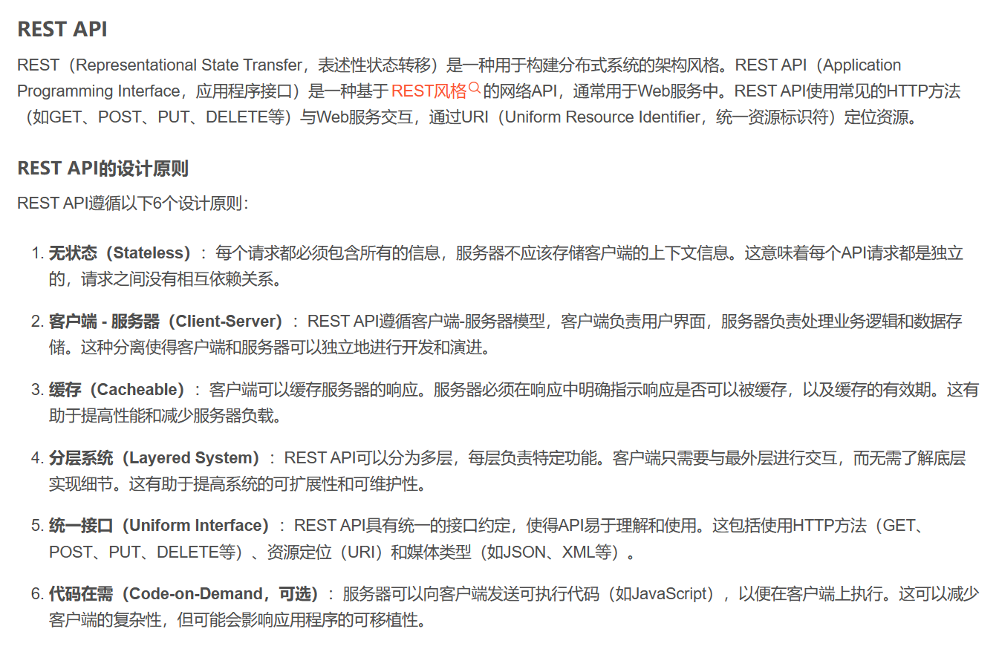 REST API
REST（Representational State Transfer，表述性状态转移）是一种用于构建分布式系统的架构风格。REST API（Application
Programming Interface，应用程序接口）是一种基于 REST风格 的网络API，通常用于Web服务中。REST API使用常见的HTTP方法
（如GET、POST、PUT、DELETE等）与Web服务交互，通过URI（Uniform Resource Identifier，统一资源标识符）定位资源。
REST API的设计原则
REST API遵循以下6个设计原则：
1. 无状态（Stateless）：每个请求都必须包含所有的信息，服务器不应该存储客户端的上下文信息。这意味着每个API请求都是独立
的，请求之间没有相互依赖关系。
2. 客户端 - 服务器（Client-Server）：REST API遵循客户端-服务器模型，客户端负责用户界面，服务器负责处理业务逻辑和数据存
储。这种分离使得客户端和服务器可以独立地进行开发和演进。
3. 缓存（Cacheable）：客户端可以缓存服务器的响应。服务器必须在响应中明确指示响应是否可以被缓存，以及缓存的有效期。这有
助于提高性能和减少服务器负载。
4. 分层系统（Layered System）：REST API可以分为多层，每层负责特定功能。客户端只需要与最外层进行交互，而无需了解底层
实现细节。这有助于提高系统的可扩展性和可维护性。
5. 统一接口（Uniform Interface）：REST API具有统一的接口约定，使得API易于理解和使用。这包括使用HTTP方法（GET、
POST、PUT、DELETE等）、资源定位（URI）和媒体类型（如JSON、XML等）。
6. 代码在需（Code-on-Demand，可选）：服务器可以向客户端发送可执行代码（如JavaScript），以便在客户端上执行。这可以减少
客户端的复杂性，但可能会影响应用程序的可移植性。